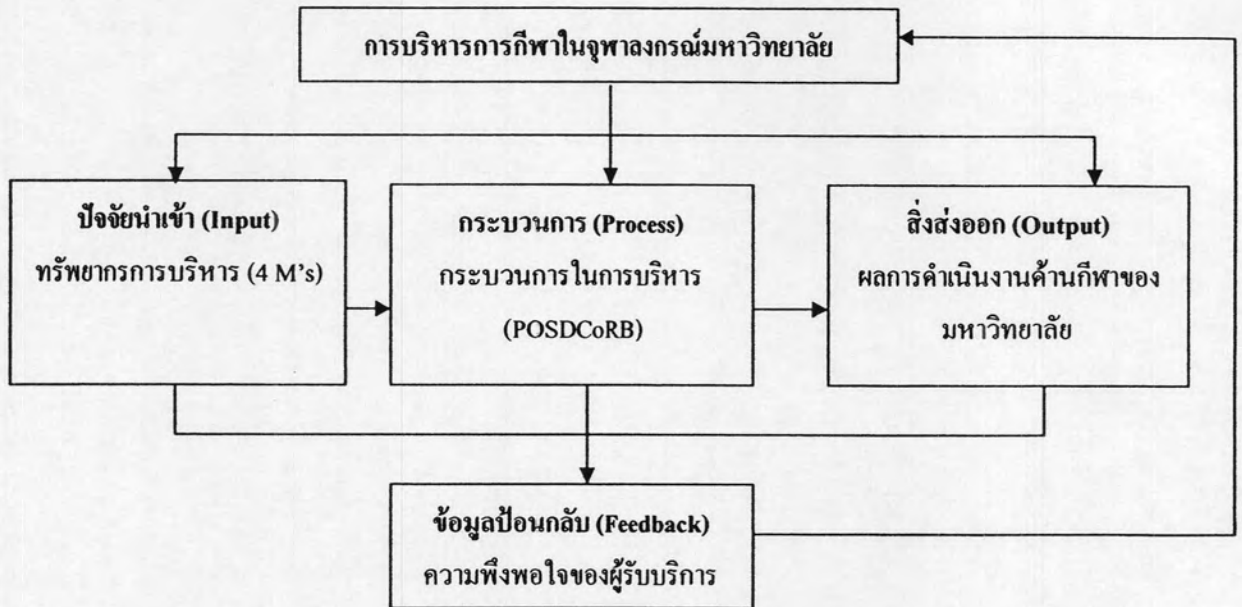 การบริหารการกีฬาในจุฬาลงกรณ์มหาวิทยาลัย
ปัจจัยนำเข้า (Input)
ทรัพยากรการบริหาร (4 M's)
กระบวนการ (Process)
กระบวนการในการบริหาร
(POSDCoRB)
สิ่งส่งออก (Output)
ผลการดำเนินงานด้านกีฬาของ
มหาวิทยาลัย
ข้อมูลป้อนกลับ (Feedback)
ความพึงพอใจของผู้รับบริการ